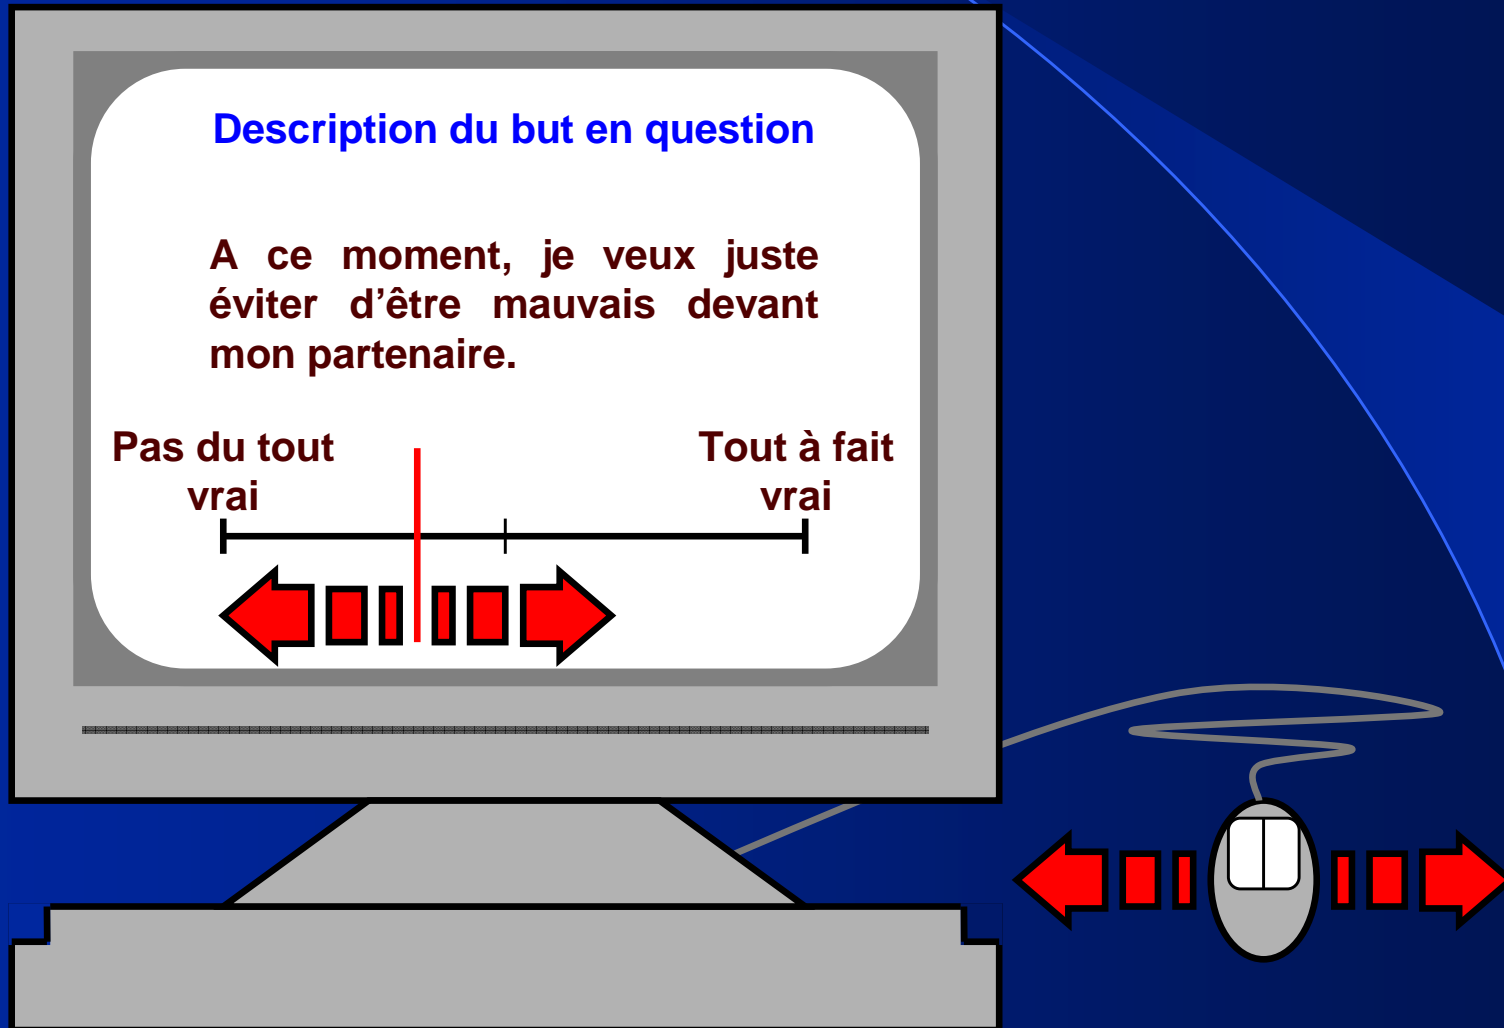 Description du but en question
A ce moment, je veux juste
éviter d’être mauvais devant
mon partenaire.
Pas du tout
vrai
Tout à fait
vrai